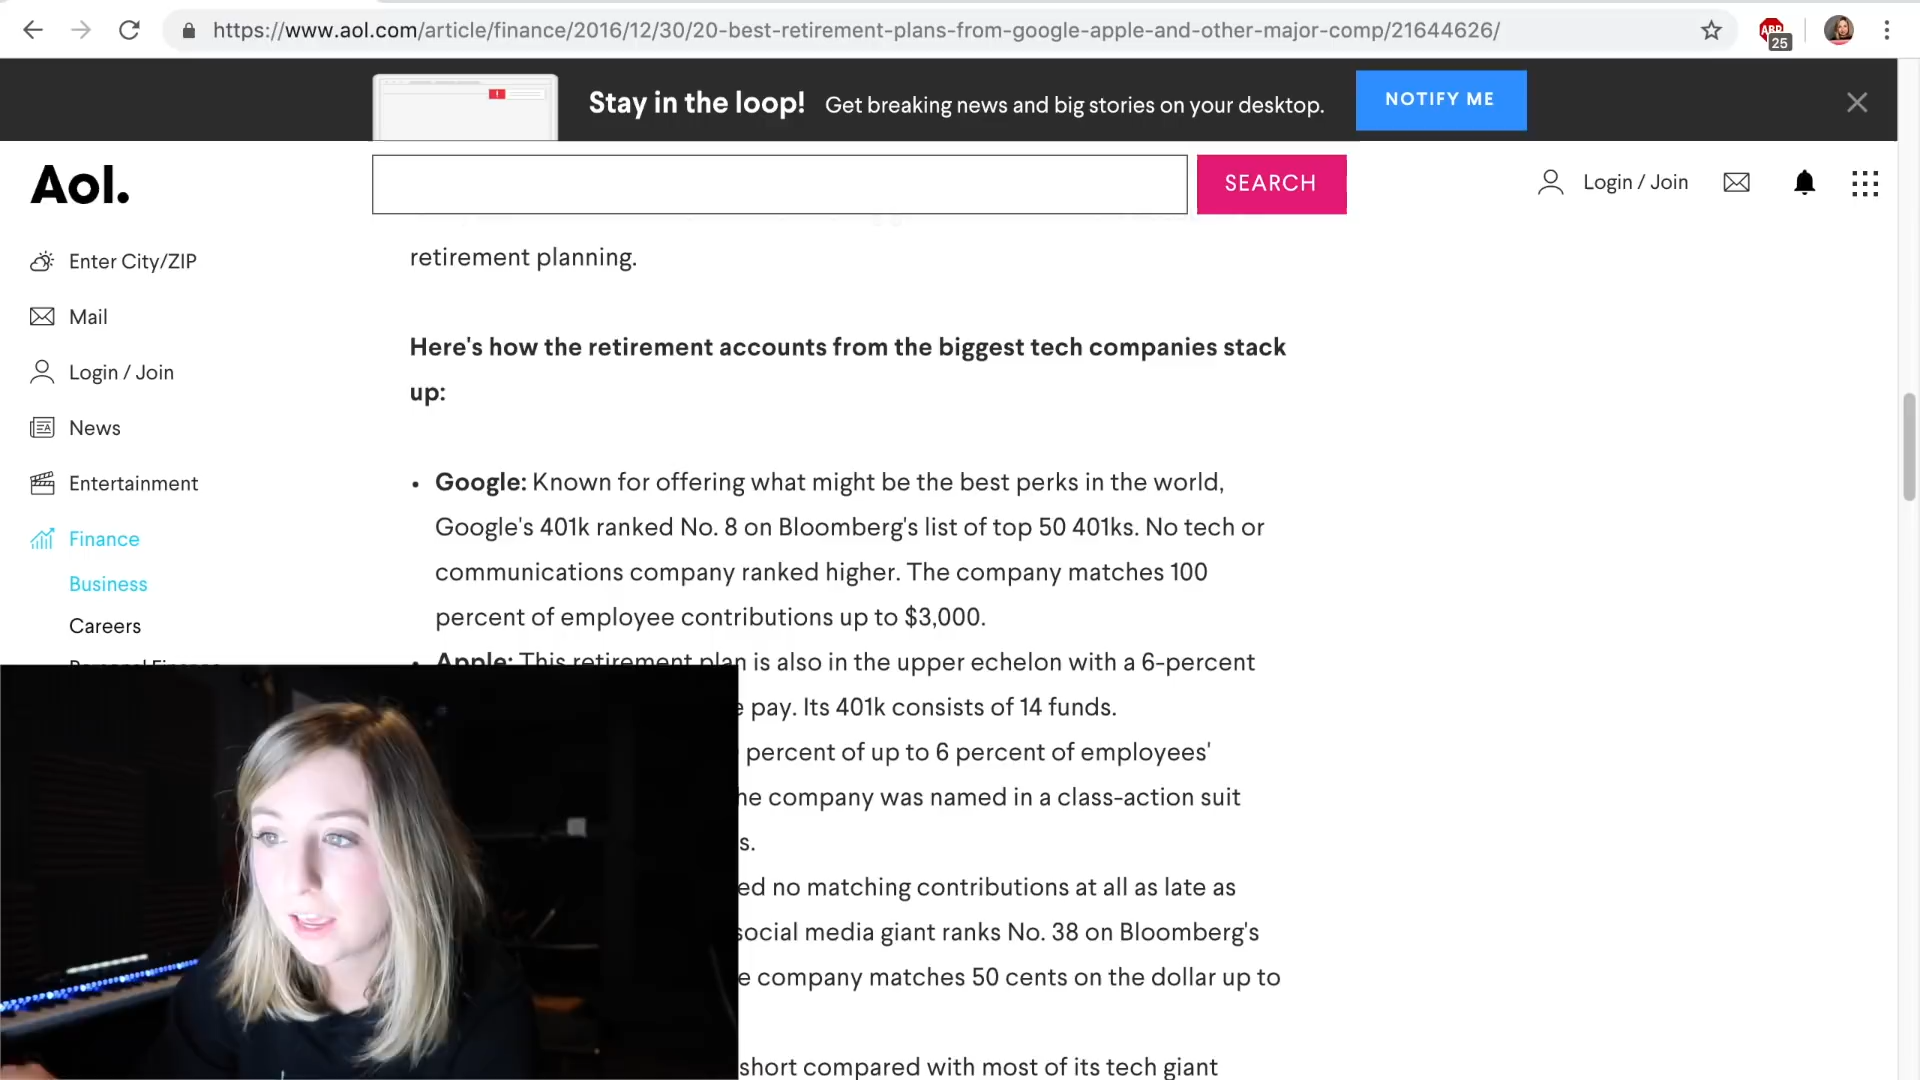 https://www.aol.com/article/finance/2016/12/30/20-best-retirement-plans-from-google-apple-and-other-major-comp/21644626/
ABP
25
Stay in the loop! Get breaking news and big stories on your desktop.
NOTIFY ME
Aol.
SEARCH
Login / Join
Enter City/ZIP
Mail
Login / Join
News
Entertainment
Finance
Business
Careers
retirement planning.
Here's how the retirement accounts from the biggest tech companies stack
up:
• Google: Known for offering what might be the best perks in the world,
Google's 401k ranked No. 8 on Bloomberg's list of top 50 401ks. No tech or
communications company ranked higher. The company matches 100
percent of employee contributions up to $3,000.
• Apple: This retirement plan is also in the upper echelon with a 6-percent
pay. Its 401k consists of 14 funds.
percent of up to 6 percent of employees'
he company was named in a class-action suit
s.
ed no matching contributions at all as late as
social media giant ranks No. 38 on Bloomberg's
e company matches 50 cents on the dollar up to
short compared with most of its tech giant